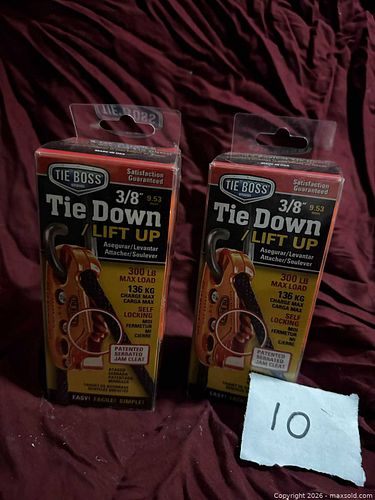 TIE BOSS
TIE BOSS
Satisfaction
Guaranteed
3/8" 9.53
Tie Down
/ LIFT UP
Asegurar/Levantar
Attacher/Soulever
300 LB
MAX LOAD
136 KG
CHARGE MAX
CARGA MAX
SELF
LOCKING
PATENTED
SERRATED
JAM CLEAT
EASY! FACILE! SIMPLE!
TIE BOSS
Satisfaction
Guaranteed
3/8" 9.53
Tie Down
/ LIFT UP
Asegurar/Levantar
Attacher/Soulever
300 LB
MAX LOAD
136 KG
CHARGE MAX
CARGA MAX
SELF
LOCKING
PATENTED
SERRATED
JAM CLEAT
10
Copyright 2026 - maxsold.com